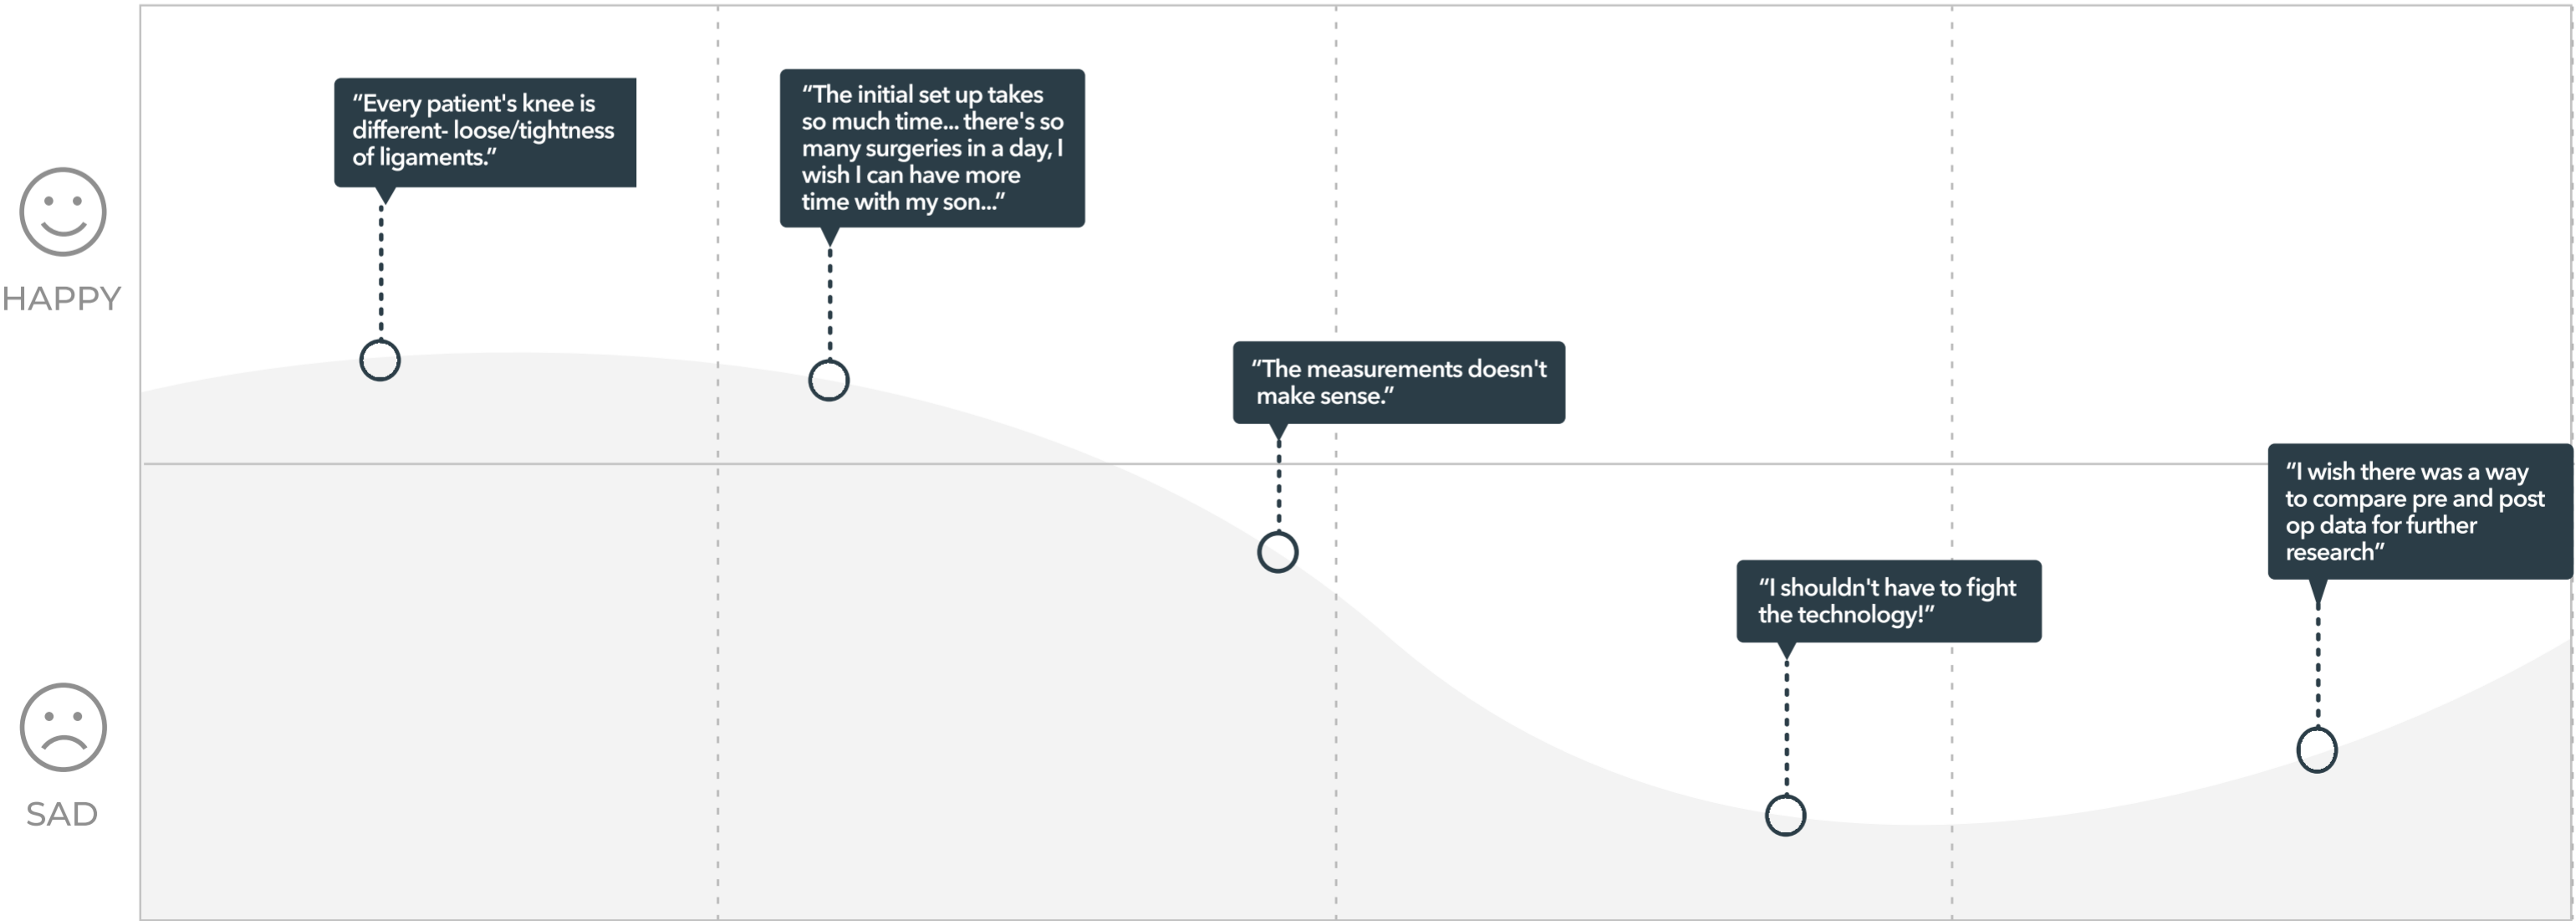 “Every patient's knee is
different- loose/tightness
of ligaments.”
“The initial set up takes
so much time... there's so
many surgeries in a day, I
wish I can have more
time with my son...”
HAPPY
“The measurements doesn't
make sense.”
“I wish there was a way
to compare pre and post
op data for further
research”
“I shouldn't have to fight
the technology!”
SAD